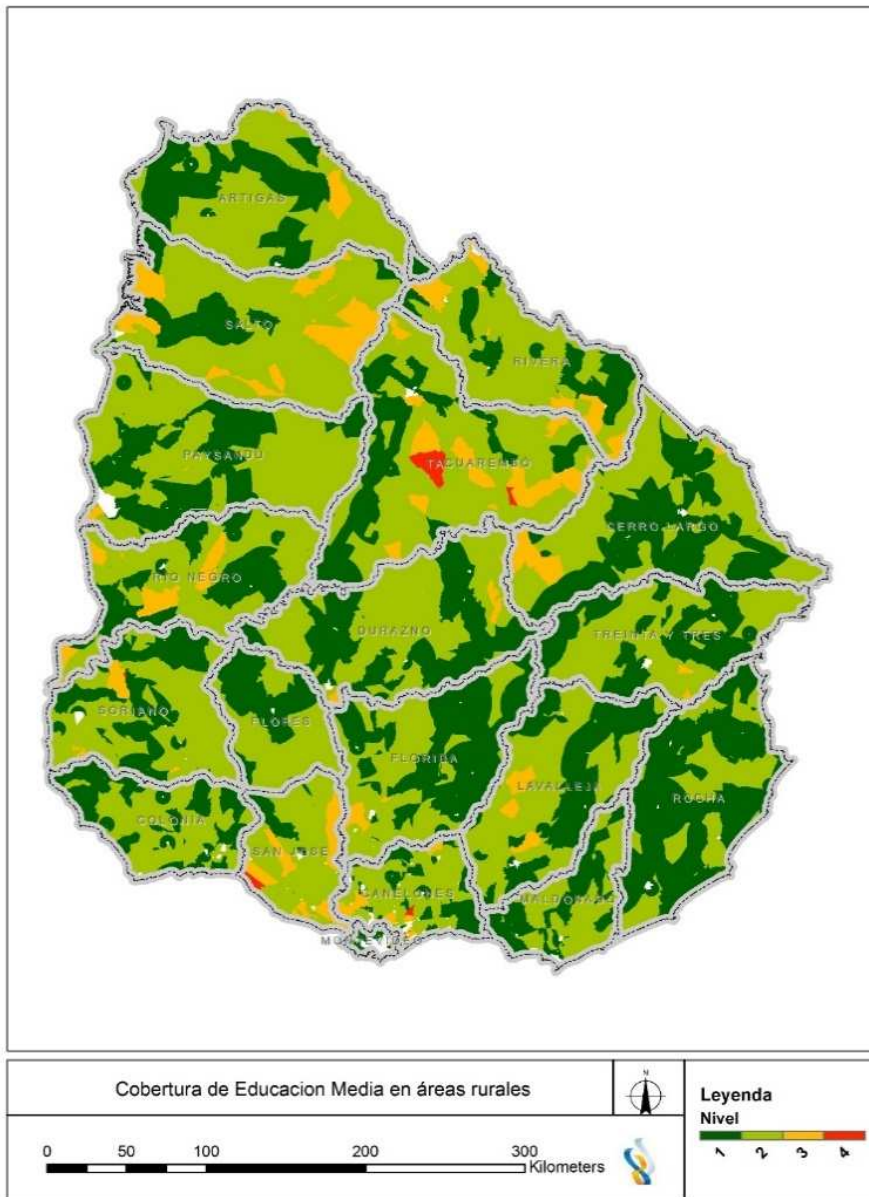 ARTIGAS
SALTO
RIVERA
PAYSANDU
TACUAREMBÓ
CERRO LARGO
RIO NEGRO
DURAZNO
TREINTA Y TRES
SORIANO
FLORES
FLORIDA
LAVALLEJA
ROCHA
COLONIA
SAN JOSE
CANELONES
MALDONADO
MONTEVIDEO
Cobertura de Educacion Media en áreas rurales
N
Leyenda
Nivel
1 2 3 4
0 50 100 200 300
Kilometers